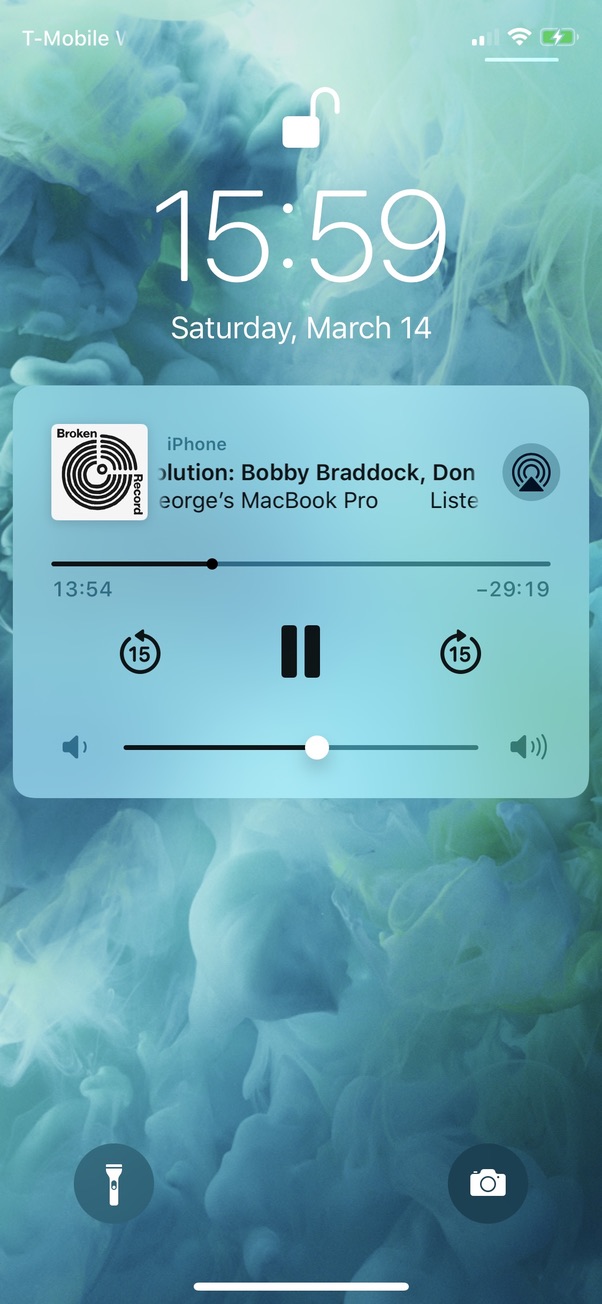 T-Mobile
15:59
Saturday, March 14
Broken
Record
iPhone
olution: Bobby Braddock, Don
eorge's MacBook Pro Liste
13:54
−29:19
15
15